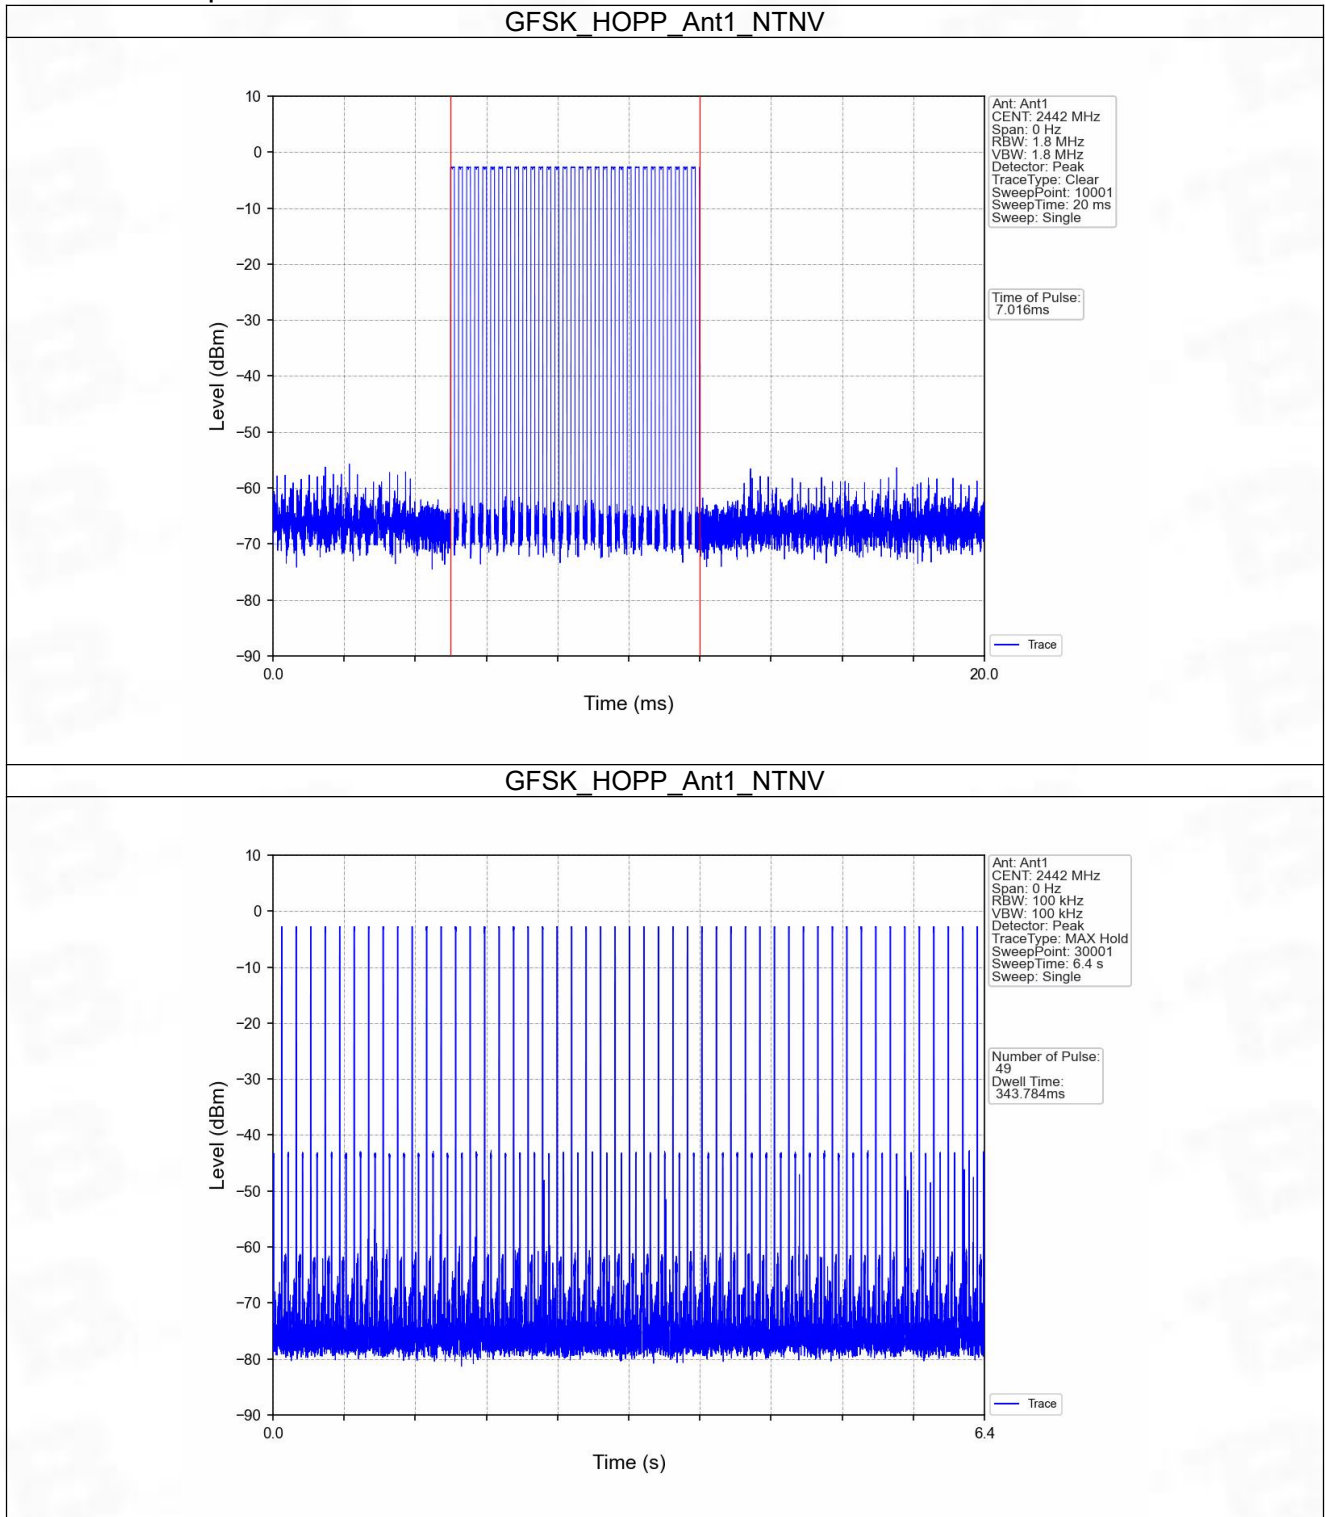 GFSK_HOPP_Ant1_NTNV
10
0
−10
−20
−30
−40
−50
−60
−70
−80
−90
Level (dBm)
0.0
20.0
Time (ms)
Ant: Ant1
CENT: 2442 MHz
Span: 0 Hz
RBW: 1.8 MHz
VBW: 1.8 MHz
Detector: Peak
TraceType: Clear
SweepPoint: 10001
SweepTime: 20 ms
Sweep: Single
Time of Pulse:
7.016ms
Trace
GFSK_HOPP_Ant1_NTNV
10
0
−10
−20
−30
−40
−50
−60
−70
−80
−90
Level (dBm)
0.0
6.4
Time (s)
Ant: Ant1
CENT: 2442 MHz
Span: 0 Hz
RBW: 100 kHz
VBW: 100 kHz
Detector: Peak
TraceType: MAX Hold
SweepPoint: 30001
SweepTime: 6.4 s
Sweep: Single
Number of Pulse:
49
Dwell Time:
343.784ms
Trace